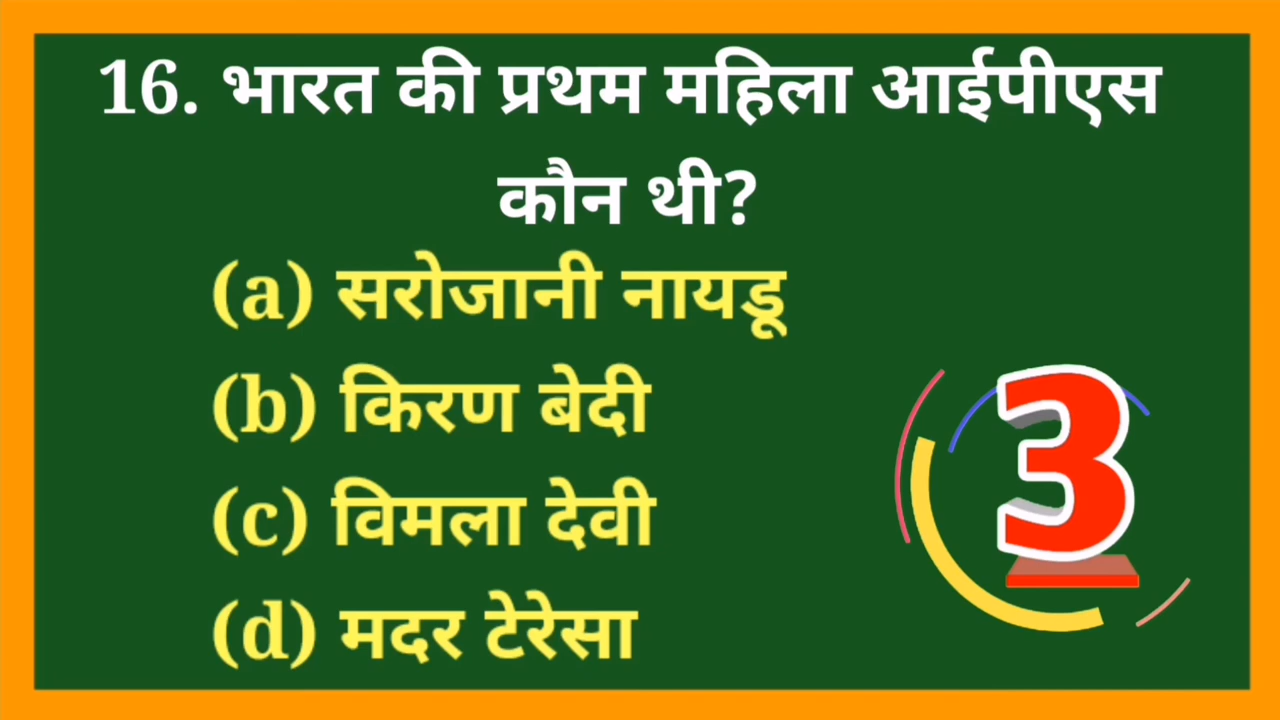 16. भारत की प्रथम महिला आईपीएस
कौन थी?
(a) सरोजानी नायडू
(b) किरण बेदी
(c) विमला देवी
3
(d) मदर टेरेसा